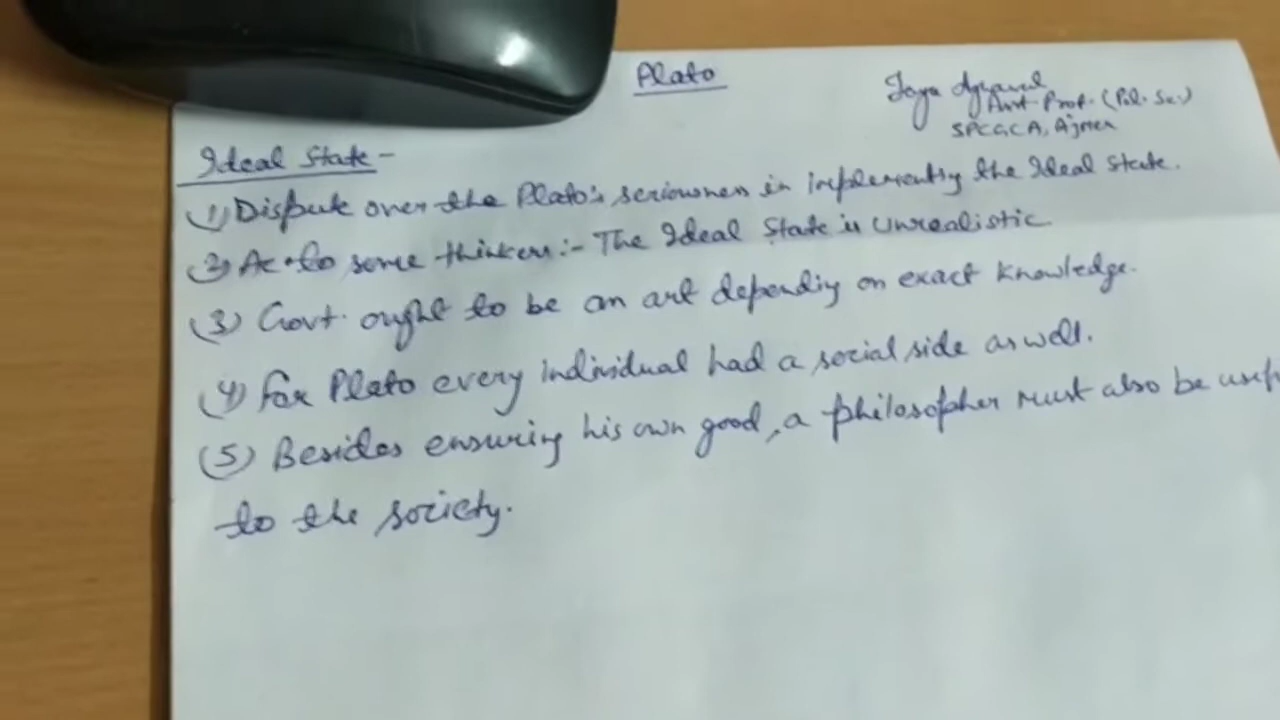 Plato
Jaya Agrawal
Asst. Prof. (Pol. Sc.)
SPCGCA, Ajmer
Ideal State -
(1) Dispute over the Plato's seriousness in implementing the Ideal State.
(2) Ac. to some thinkers :- The Ideal State is Unrealistic
(3) Govt. ought to be an art depending on exact knowledge.
(4) For Plato every individual had a social side as well.
(5) Besides ensuring his own good, a philosopher must also be usef
to the society.